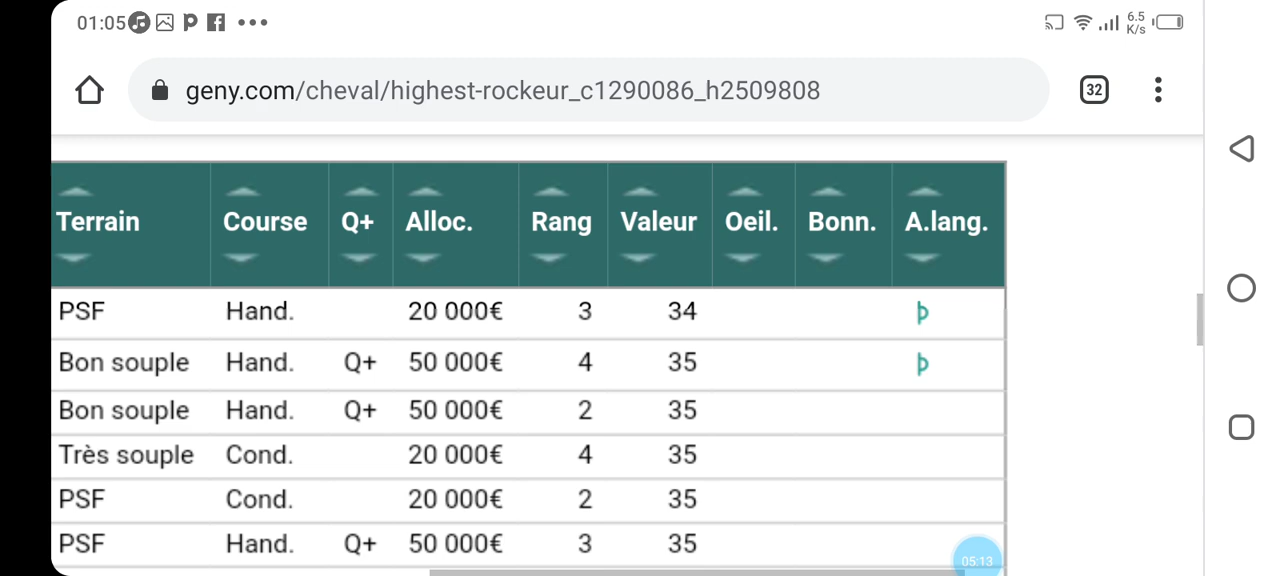 01:05 6.5 K/s
geny.com/cheval/highest-rockeur_c1290086_h2509808 32
Terrain Course Q+ Alloc. Rang Valeur Oeil. Bonn. A.lang.
PSF Hand. 20 000€ 3 34
Bon souple Hand. Q+ 50 000€ 4 35
Bon souple Hand. Q+ 50 000€ 2 35
Très souple Cond. 20 000€ 4 35
PSF Cond. 20 000€ 2 35
PSF Hand. Q+ 50 000€ 3 35
05:13